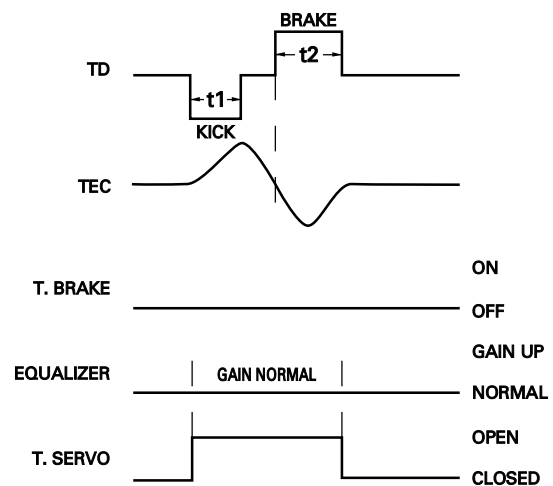 BRAKE
TD
t2
t1
KICK
TEC
ON
T. BRAKE
OFF
GAIN UP
EQUALIZER
GAIN NORMAL
NORMAL
OPEN
T. SERVO
CLOSED